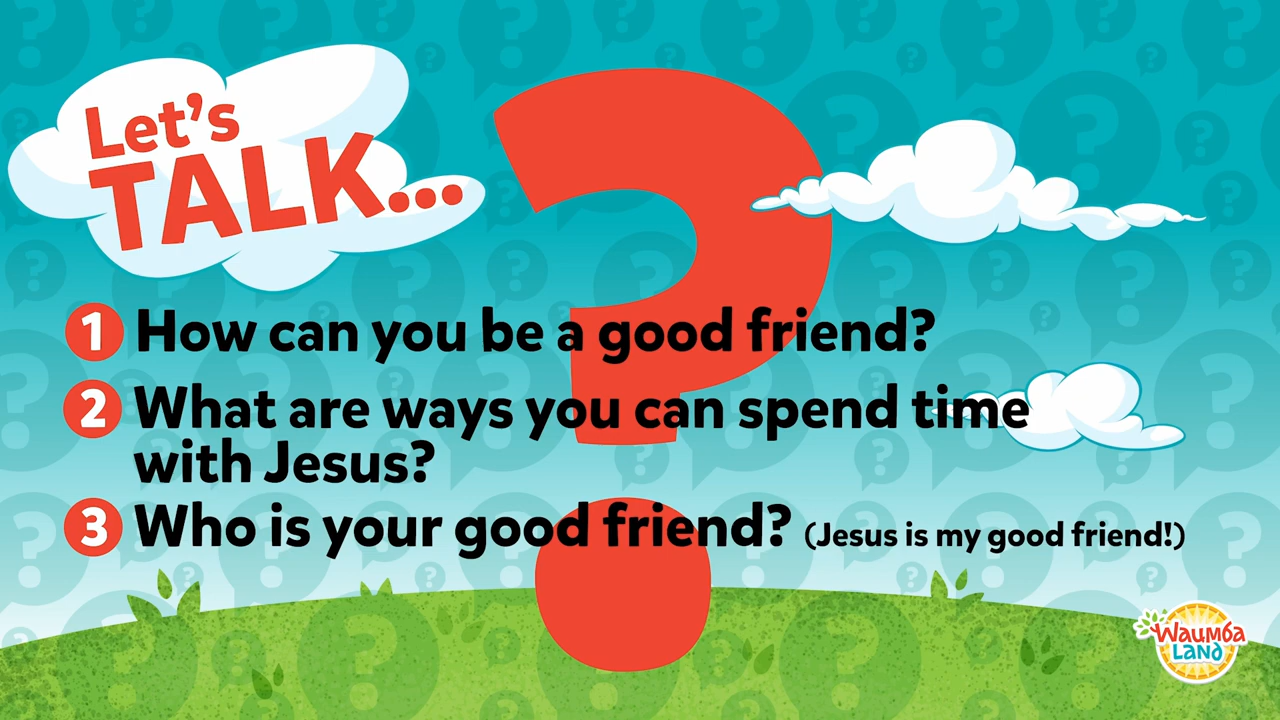 Let's
TALK...
1 How can you be a good friend?
2 What are ways you can spend time
with Jesus?
3 Who is your good friend? (Jesus is my good friend!)
Waumba
Land